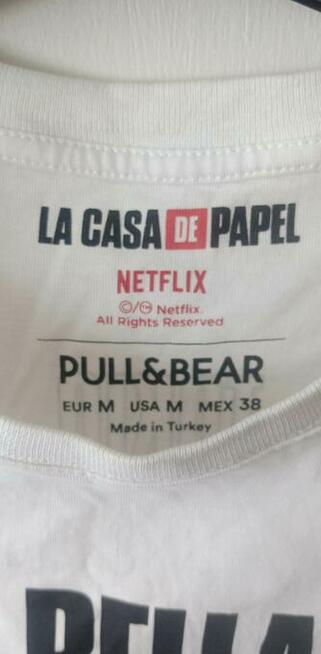 LA CASA DE PAPEL
NETFLIX
©/™ Netflix.
All Rights Reserved
PULL&BEAR
EUR M USA M MEX 38
Made in Turkey
BELLA